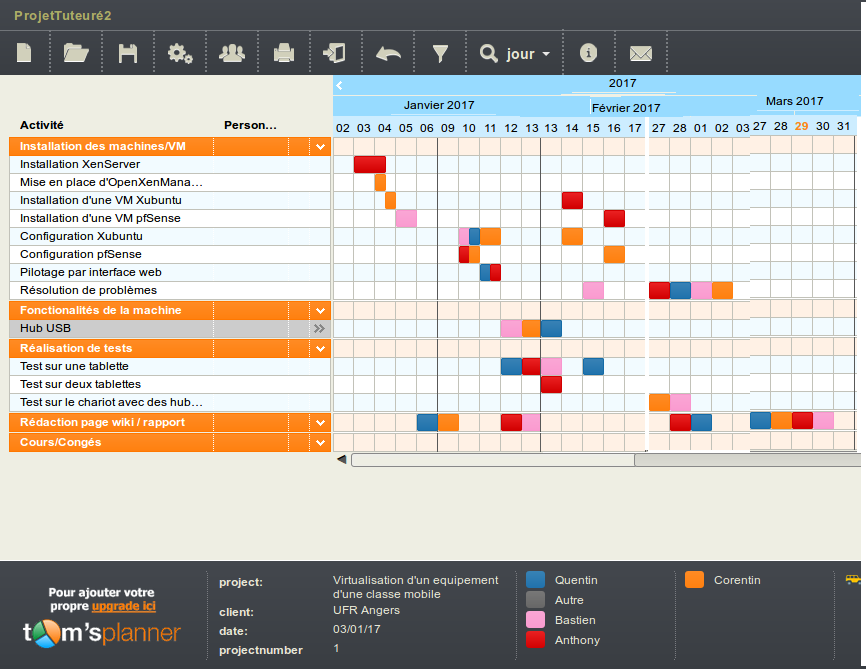 ProjetTuteuré2
jour
2017
Janvier 2017
Février 2017
Mars 2017
Activité Person...
02 03 04 05 06 09 10 11 12 13 13 14 15 16 17 27 28 01 02 03 27 28 29 30 31
Installation des machines/VM
Installation XenServer
Mise en place d'OpenXenMana...
Installation d'une VM Xubuntu
Installation d'une VM pfSense
Configuration Xubuntu
Configuration pfSense
Pilotage par interface web
Résolution de problèmes
Fonctionalités de la machine
Hub USB
Réalisation de tests
Test sur une tablette
Test sur deux tablettes
Test sur le chariot avec des hub...
Rédaction page wiki / rapport
Cours/Congés
Pour ajouter votre
propre upgrade ici
tom'splanner
project: Virtualisation d'un equipement
d'une classe mobile
client: UFR Angers
date: 03/01/17
projectnumber 1
Quentin
Autre
Bastien
Anthony
Corentin